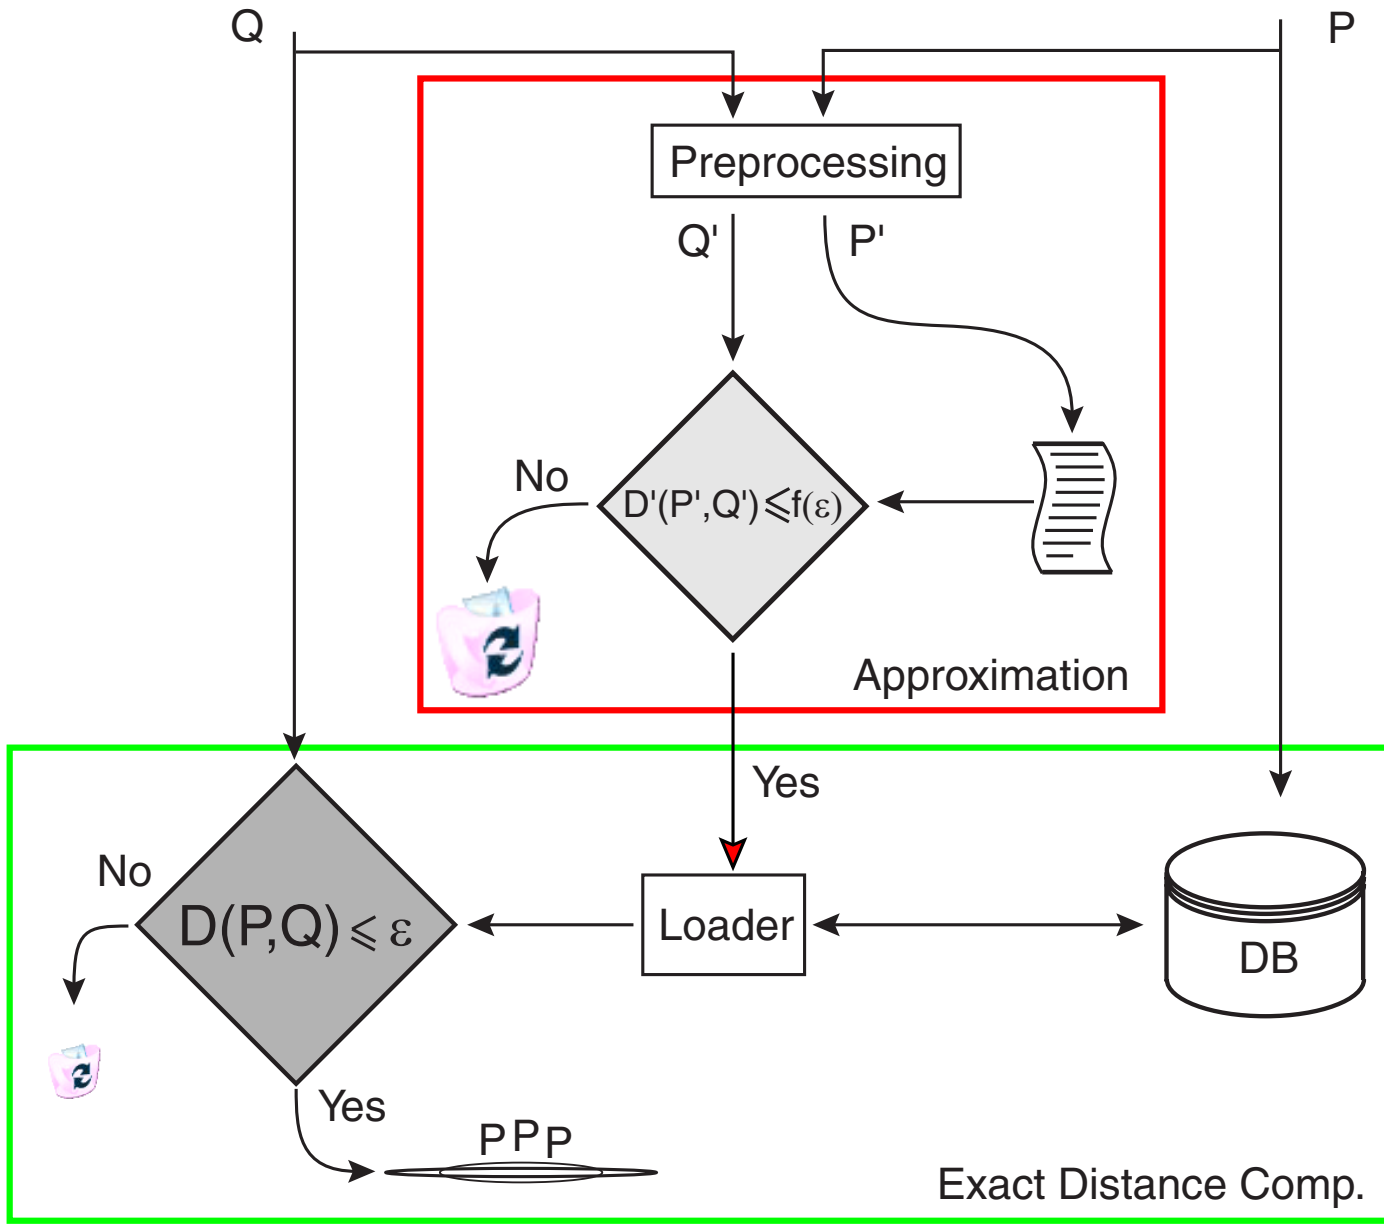 Q
P
Preprocessing
Q'
P'
No
D'(P',Q') ⩽f(ε)
Approximation
Yes
No
D(P,Q) ⩽ ε
Loader
DB
Yes
P P P
Exact Distance Comp.